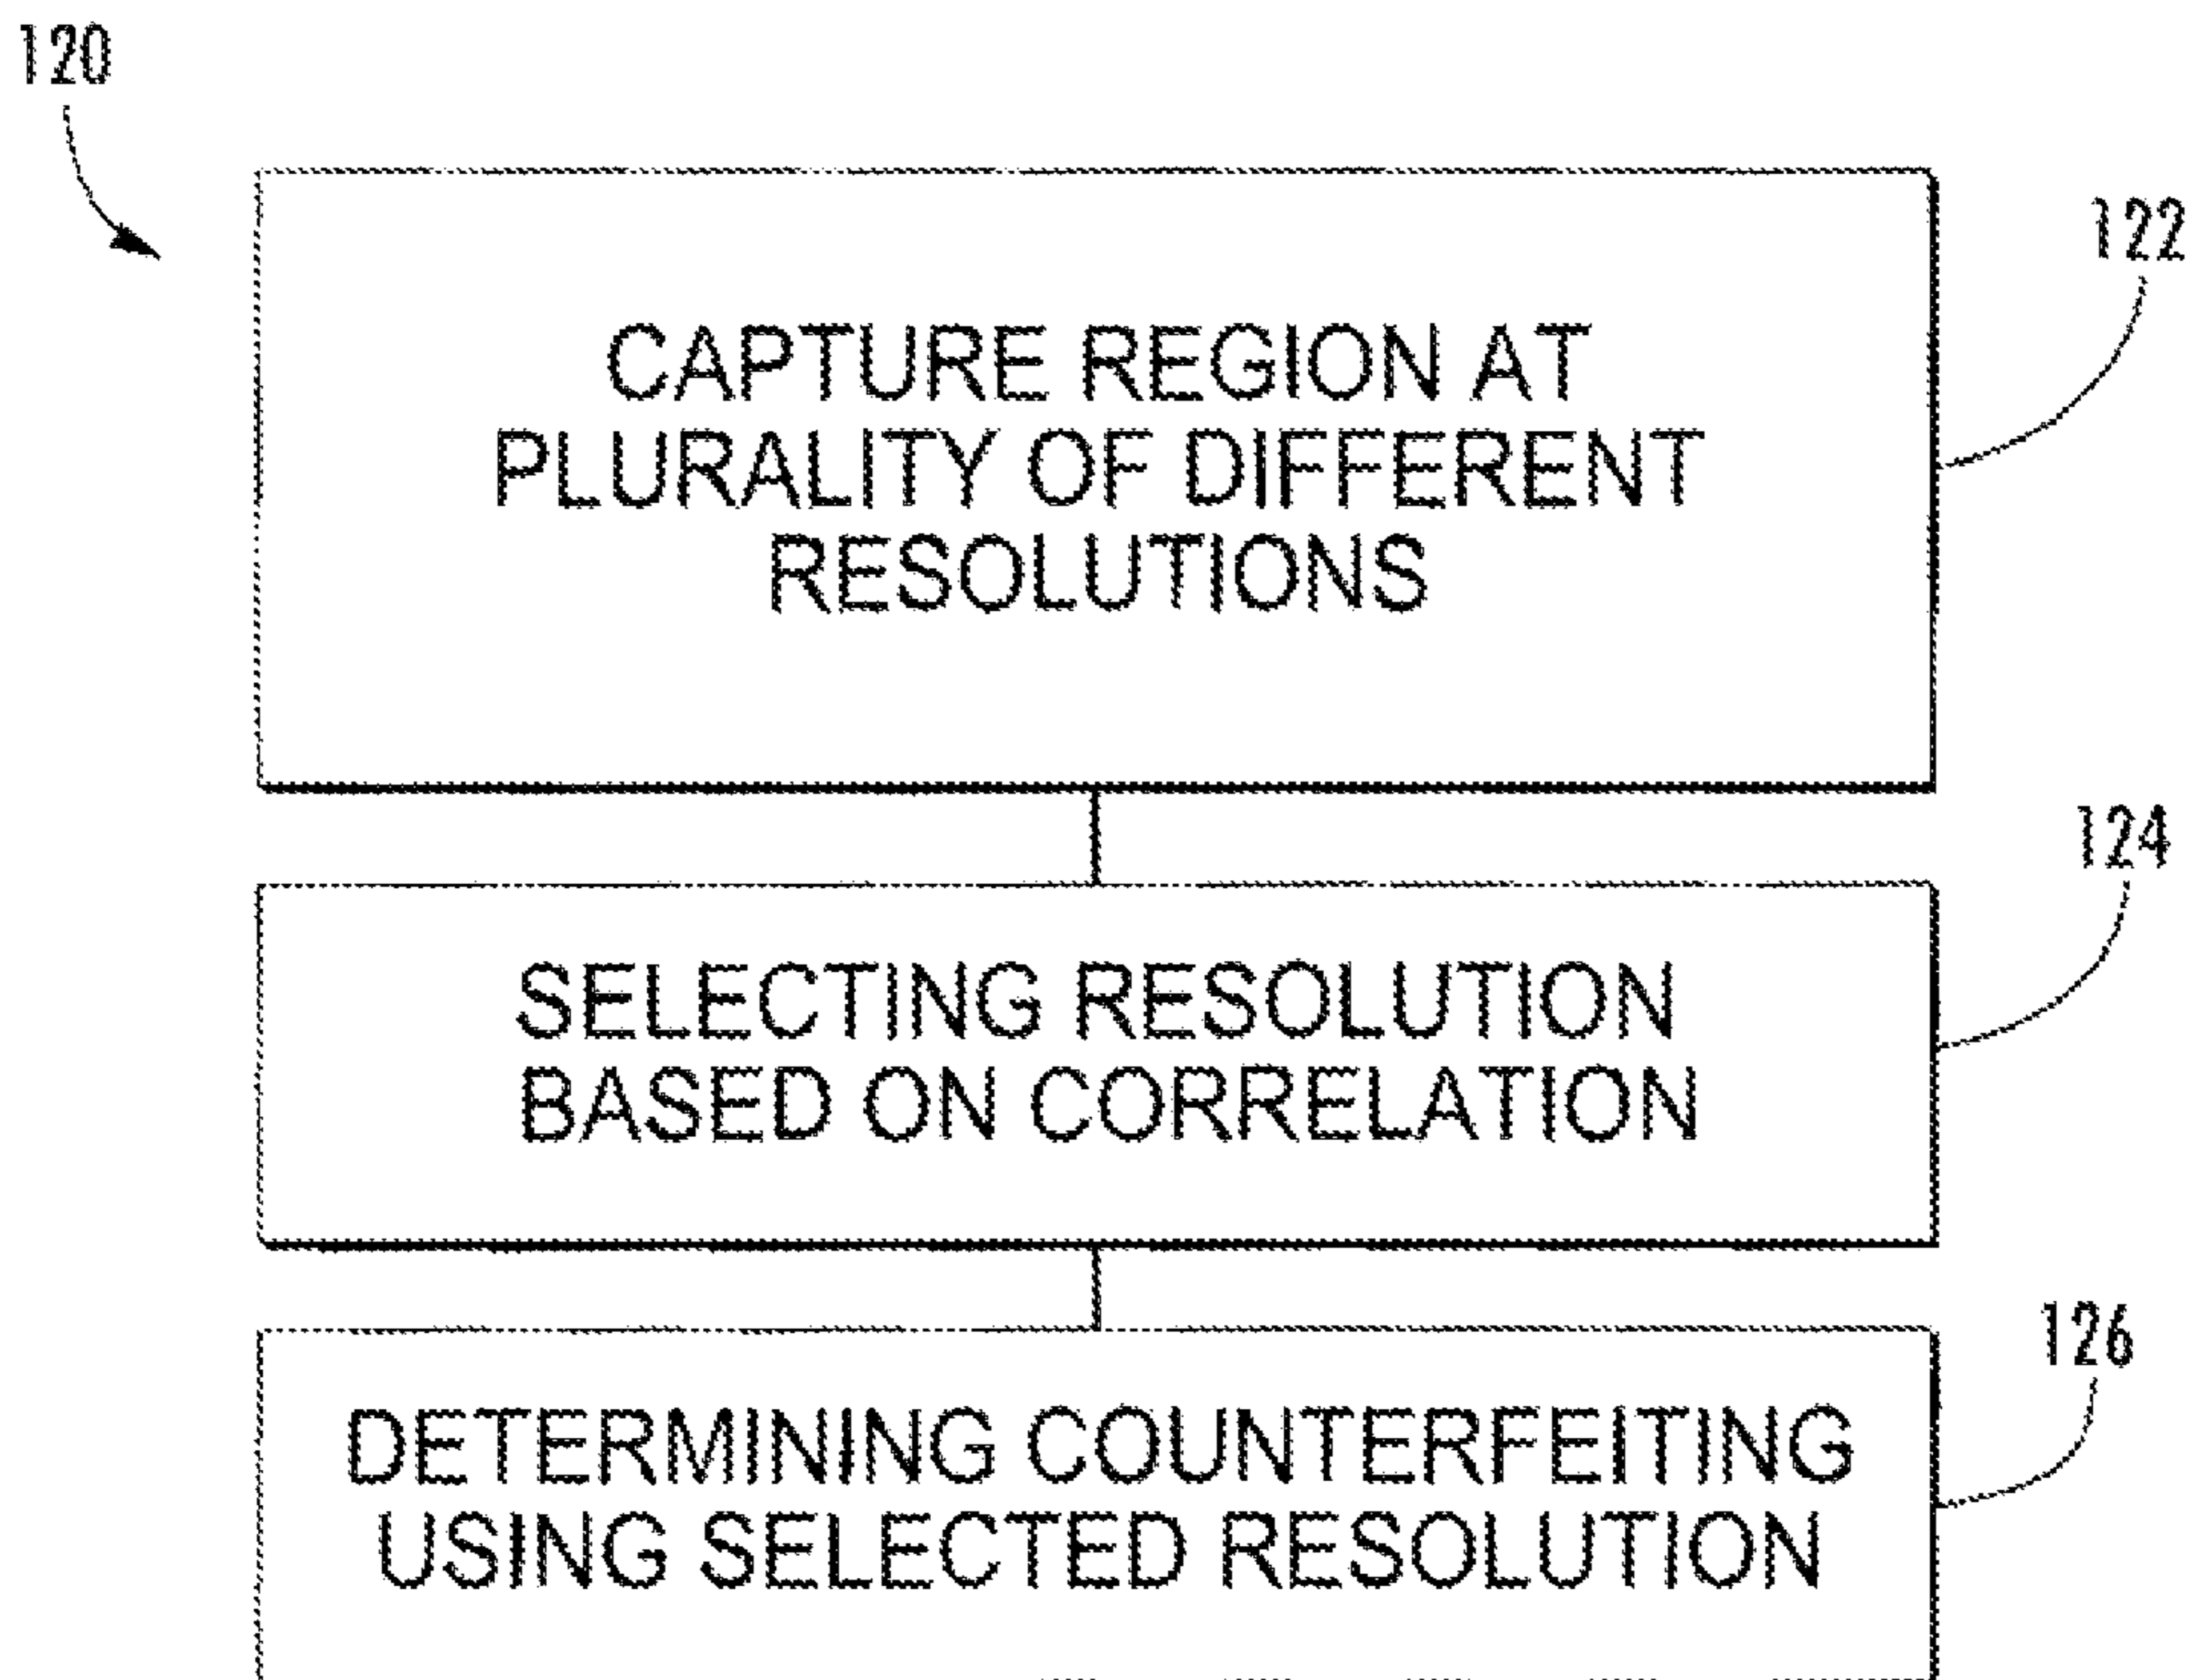 120
122
CAPTURE REGION AT
PLURALITY OF DIFFERENT
RESOLUTIONS
124
SELECTING RESOLUTION
BASED ON CORRELATION
126
DETERMINING COUNTERFEITING
USING SELECTED RESOLUTION